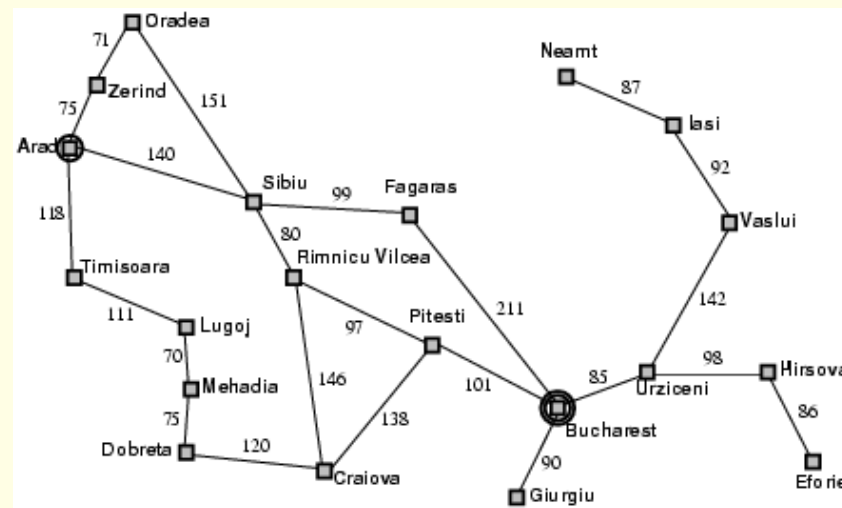 Oradea
71
Neamt
87
Zerind
75
151
Iasi
Arad
140
92
Sibiu
99
Fagaras
118
80
Vaslui
Timisoara
Rimnicu Vilcea
142
111
97
Pitesti
211
Lugoj
70
146
101
85
98
Hirsova
Mehadia
Urziceni
75
138
86
Bucharest
Dobreta
120
90
Craiova
Eforie
Giurgiu